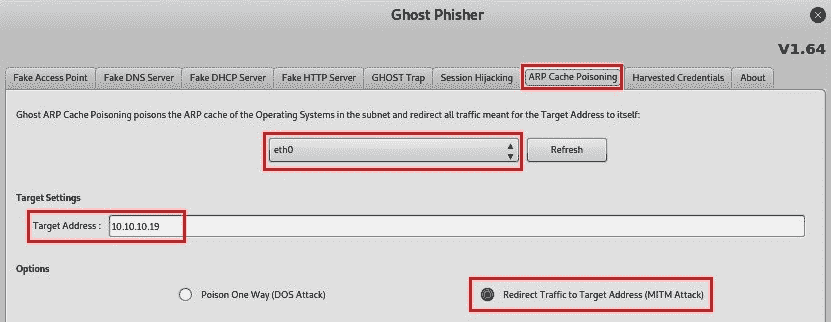 Ghost Phisher
V1.64
Fake Access Point Fake DNS Server Fake DHCP Server Fake HTTP Server GHOST Trap Session Hijacking ARP Cache Poisoning Harvested Credentials About
Ghost ARP Cache Poisoning poisons the ARP cache of the Operating Systems in the subnet and redirect all traffic meant for the Target Address to itself:
eth0 Refresh
Target Settings
Target Address : 10.10.10.19
Options
Poison One Way (DOS Attack) Redirect Traffic to Target Address (MITM Attack)